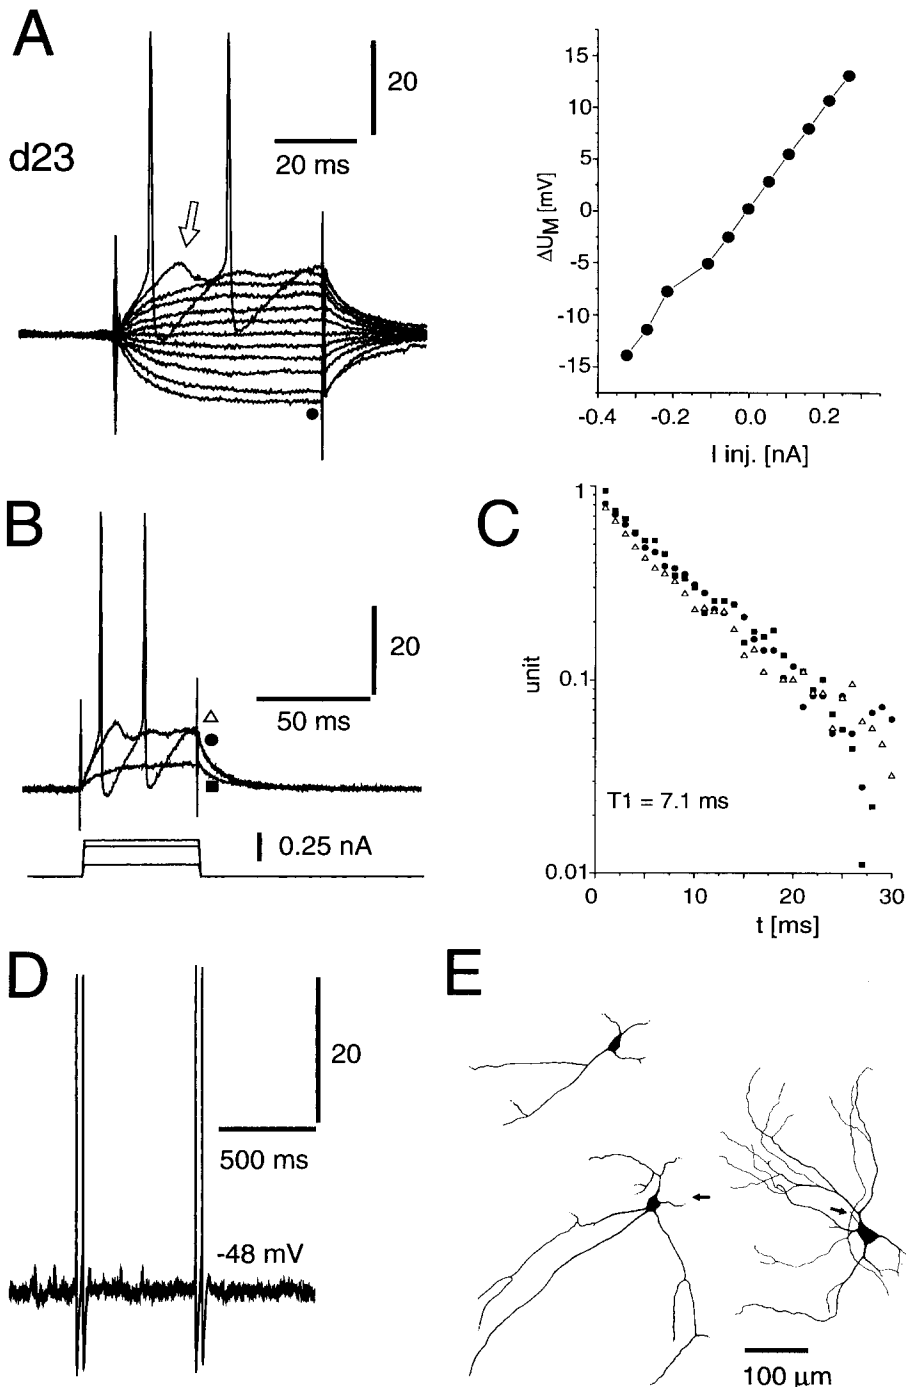 A
d23
20
20 ms
15
10
5
0
-5
-10
-15
ΔUM [mV]
-0.4 -0.2 0.0 0.2
I inj. [nA]
B
20
50 ms
0.25 nA
C
1
0.1
0.01
unit
T1 = 7.1 ms
0 10 20 30
t [ms]
D
20
500 ms
-48 mV
E
100 µm